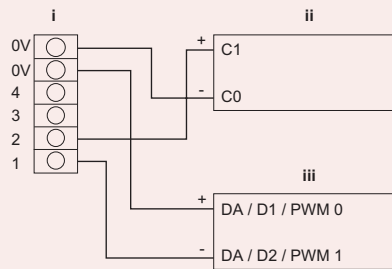 i
ii
0V
0V
4
3
2
1
+ C1
- C0
iii
+ DA / D1 / PWM 0
- DA / D2 / PWM 1